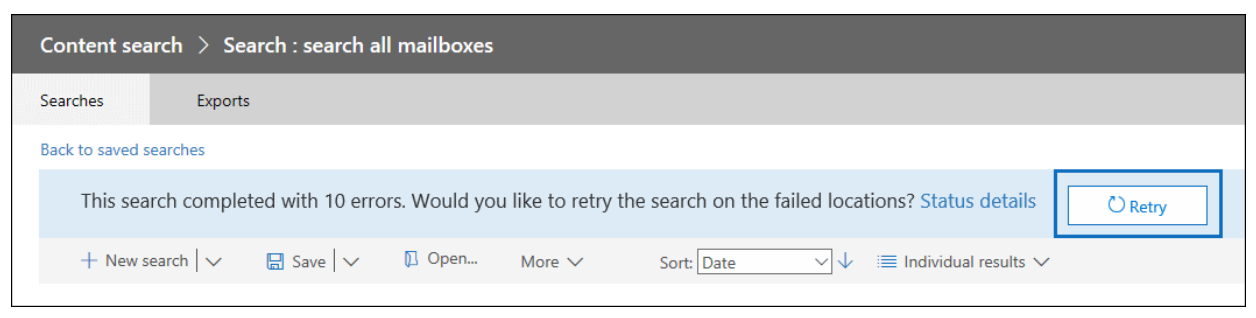 Content search > Search : search all mailboxes
Searches Exports
Back to saved searches
This search completed with 10 errors. Would you like to retry the search on the failed locations? Status details Retry
New search Save Open... More Sort: Date Individual results